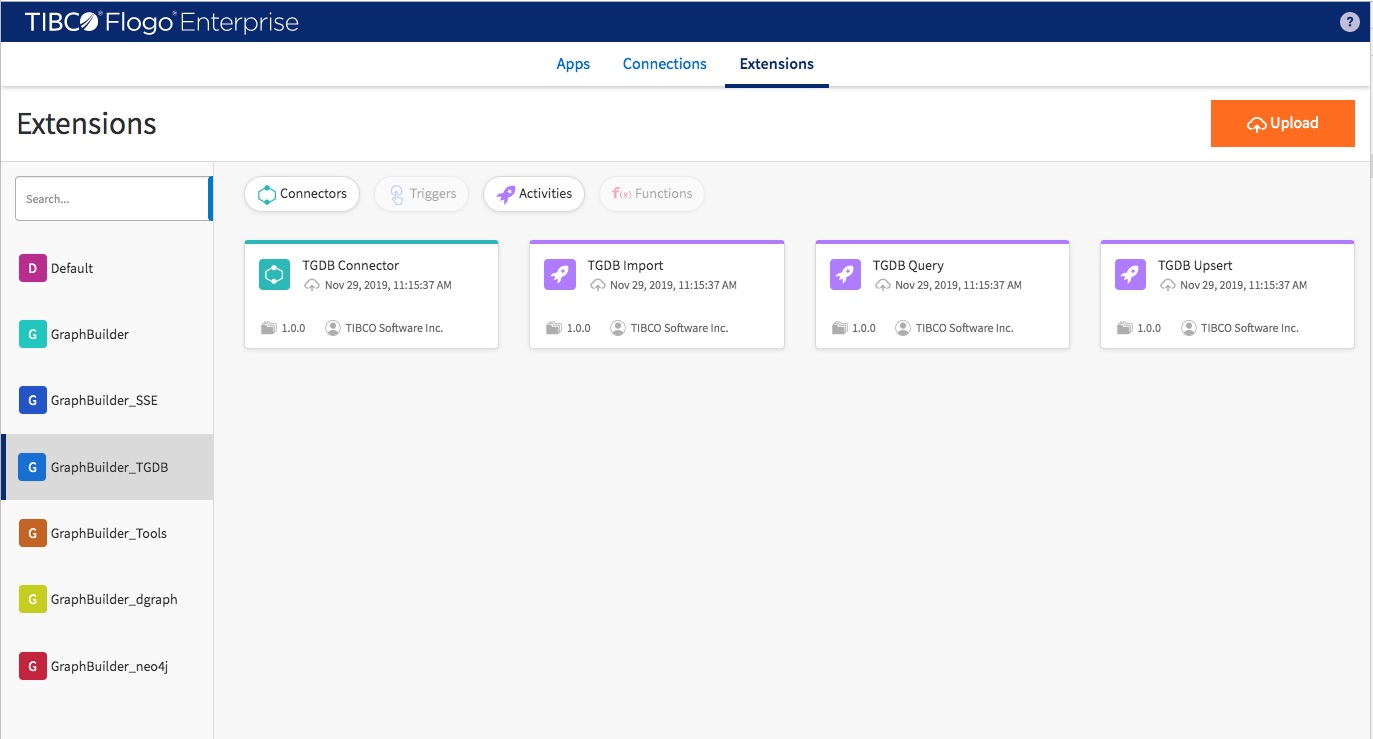 TIBCO® Flogo® Enterprise
?
Apps Connections Extensions
Extensions
Upload
Search...
Connectors Triggers Activities f(x) Functions
D Default
G GraphBuilder
G GraphBuilder_SSE
G GraphBuilder_TGDB
G GraphBuilder_Tools
G GraphBuilder_dgraph
G GraphBuilder_neo4j
TGDB Connector
Nov 29, 2019, 11:15:37 AM
1.0.0 TIBCO Software Inc.
TGDB Import
Nov 29, 2019, 11:15:37 AM
1.0.0 TIBCO Software Inc.
TGDB Query
Nov 29, 2019, 11:15:37 AM
1.0.0 TIBCO Software Inc.
TGDB Upsert
Nov 29, 2019, 11:15:37 AM
1.0.0 TIBCO Software Inc.